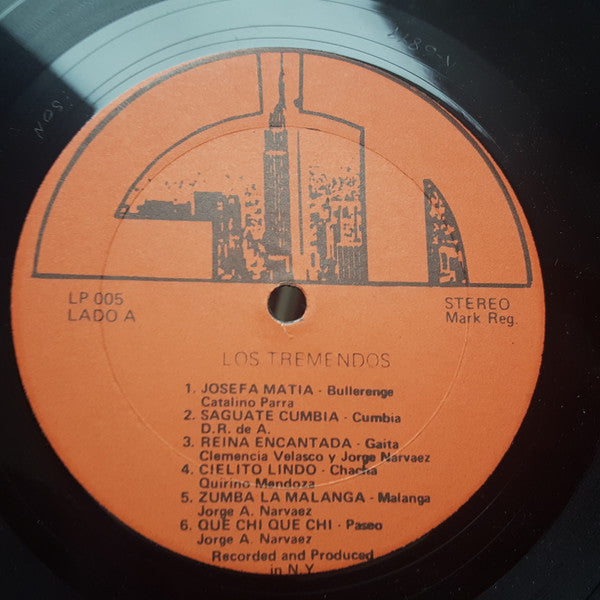 LP 005
LADO A
STEREO
Mark Reg.
LOS TREMENDOS
1. JOSEFA MATIA - Bullerenge
Catalino Parra
2. SAGUATE CUMBIA - Cumbia
D.R. de A.
3. REINA ENCANTADA - Gaita
Clemencia Velasco y Jorge Narvaez
4. CIELITO LINDO - Chacha
Quirino Mendoza
5. ZUMBA LA MALANGA - Malanga
Jorge A. Narvaez
6. QUE CHI QUE CHI - Paseo
Jorge A. Narvaez
Recorded and Produced
in N.Y.